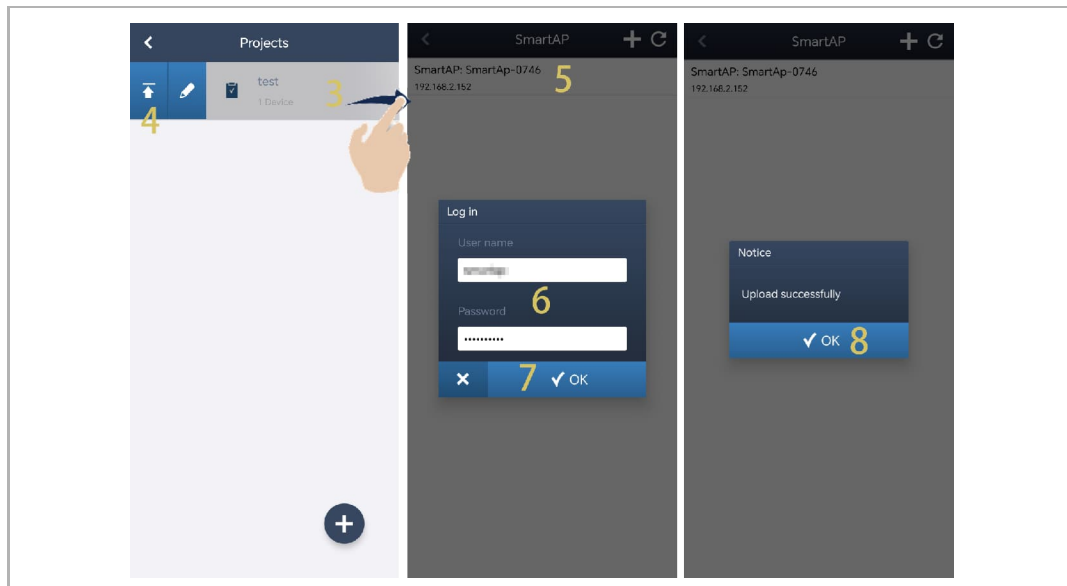 Projects
test
1 Device
3
4
SmartAP
SmartAP: SmartAp-0746
192.168.2.152
5
Log in
User name
6
Password
7
OK
SmartAP
SmartAP: SmartAp-0746
192.168.2.152
Notice
Upload successfully
OK
8